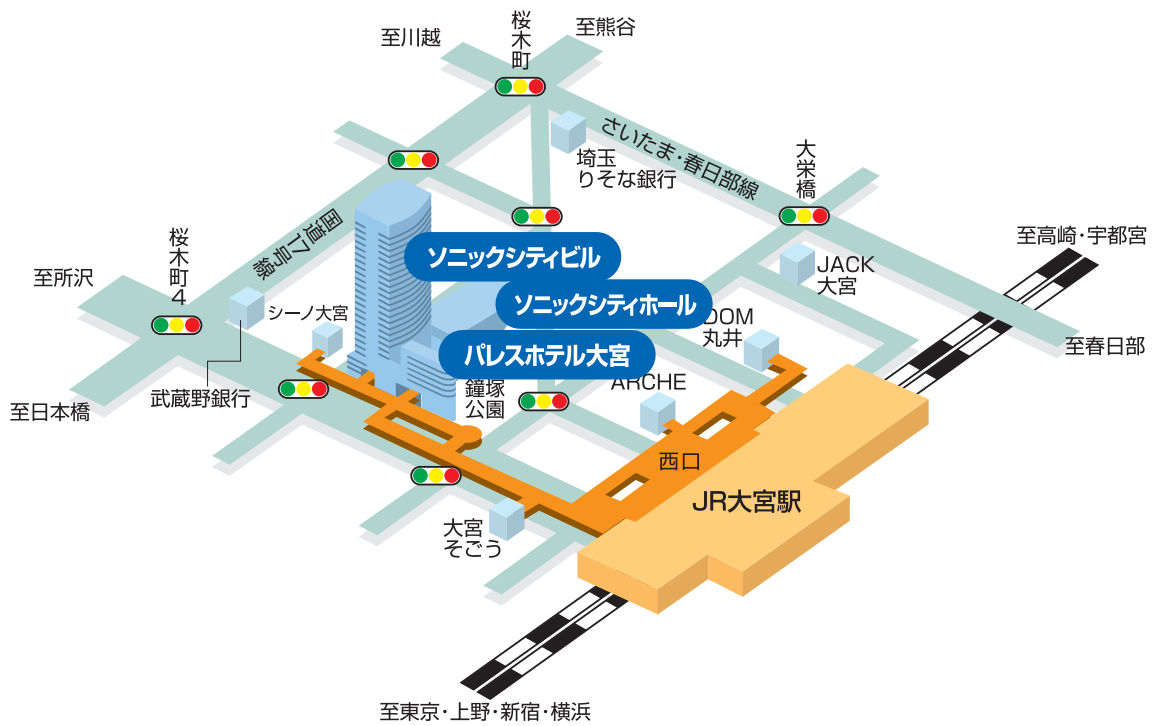 至川越
桜木町
至熊谷
さいたま・春日部線
埼玉
りそな銀行
大栄橋
至高崎・宇都宮
国道17号線
桜木町4
至所沢
ソニックシティビル
JACK
大宮
ソニックシティホール
シーノ大宮
DOM
丸井
パレスホテル大宮
至春日部
ARCHE
鐘塚
公園
武蔵野銀行
至日本橋
西口
JR大宮駅
大宮
そごう
至東京・上野・新宿・横浜